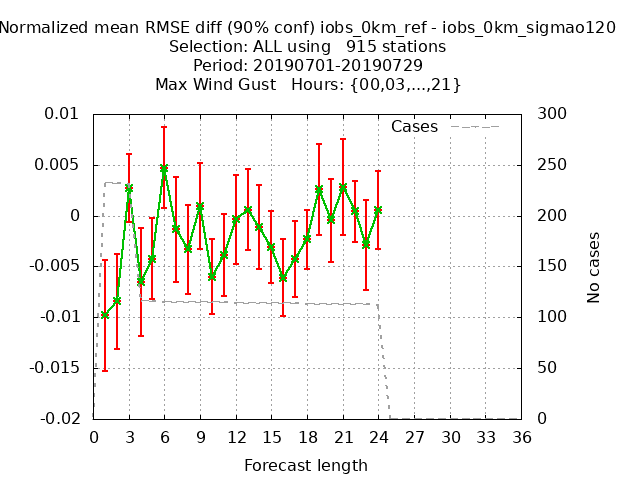 Normalized mean RMSE diff (90% conf) iobs_0km_ref - iobs_0km_sigmao120
Selection: ALL using 915 stations
Period: 20190701-20190729
Max Wind Gust Hours: {00,03,...,21}
0.01
0.005
0
-0.005
-0.01
-0.015
-0.02
Cases
300
250
200
150
100
50
0
No cases
0 3 6 9 12 15 18 21 24 27 30 33 36
Forecast length